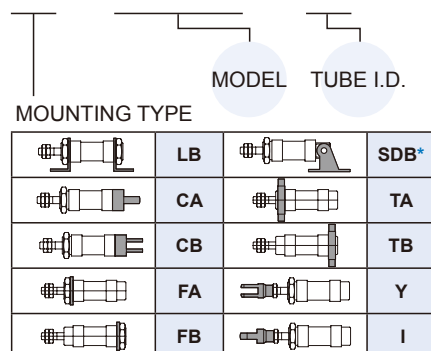 MODEL TUBE I.D.
MOUNTING TYPE
LB SDB*
CA TA
CB TB
FA Y
FB I